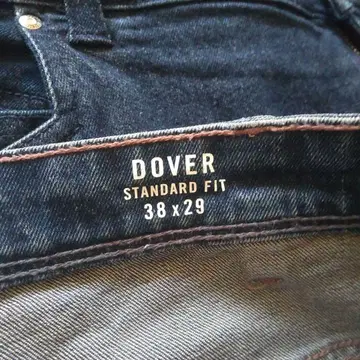 DOVER
STANDARD FIT
38 x 29